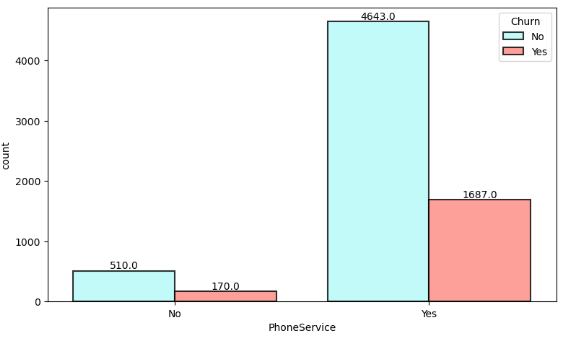 4643.0
Churn
No
Yes
4000
3000
count
2000
1687.0
1000
510.0
170.0
0
No
Yes
PhoneService